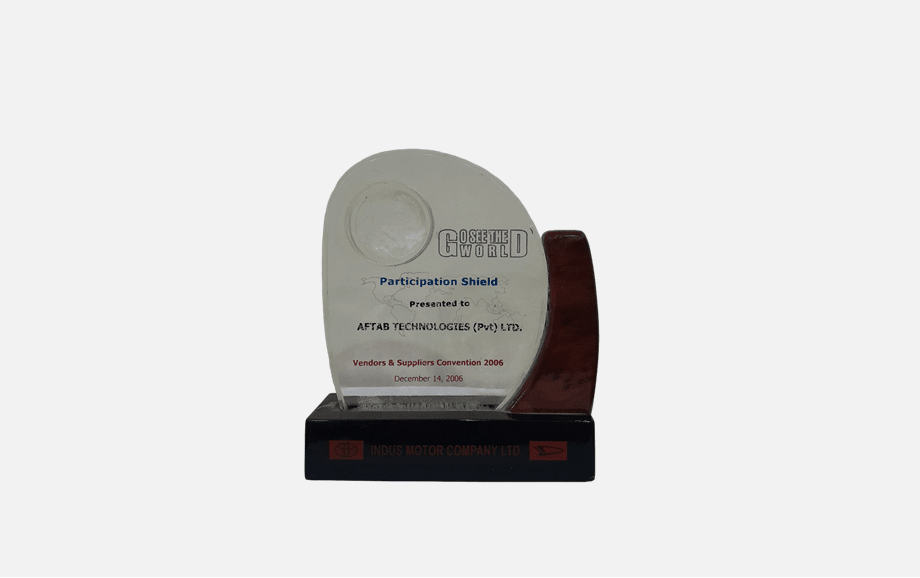 GO SEE THE WORLD
Participation Shield
Presented to
AFTAB TECHNOLOGIES (Pvt) LTD.
Vendors & Suppliers Convention 2006
December 14, 2006
INDUS MOTOR COMPANY LTD